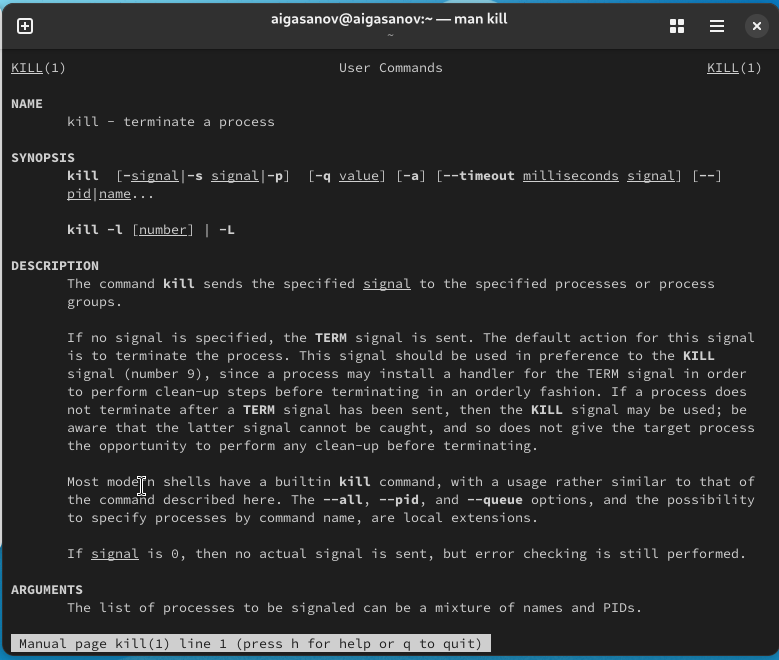 aigasanov@aigasanov:~ — man kill
~
KILL(1) User Commands KILL(1)
NAME
kill - terminate a process
SYNOPSIS
kill [-signal|-s signal|-p] [-q value] [-a] [--timeout milliseconds signal] [--]
pid|name...
kill -l [number] | -L
DESCRIPTION
The command kill sends the specified signal to the specified processes or process
groups.
If no signal is specified, the TERM signal is sent. The default action for this signal
is to terminate the process. This signal should be used in preference to the KILL
signal (number 9), since a process may install a handler for the TERM signal in order
to perform clean-up steps before terminating in an orderly fashion. If a process does
not terminate after a TERM signal has been sent, then the KILL signal may be used; be
aware that the latter signal cannot be caught, and so does not give the target process
the opportunity to perform any clean-up before terminating.
Most modern shells have a builtin kill command, with a usage rather similar to that of
the command described here. The --all, --pid, and --queue options, and the possibility
to specify processes by command name, are local extensions.
If signal is 0, then no actual signal is sent, but error checking is still performed.
ARGUMENTS
The list of processes to be signaled can be a mixture of names and PIDs.
Manual page kill(1) line 1 (press h for help or q to quit)